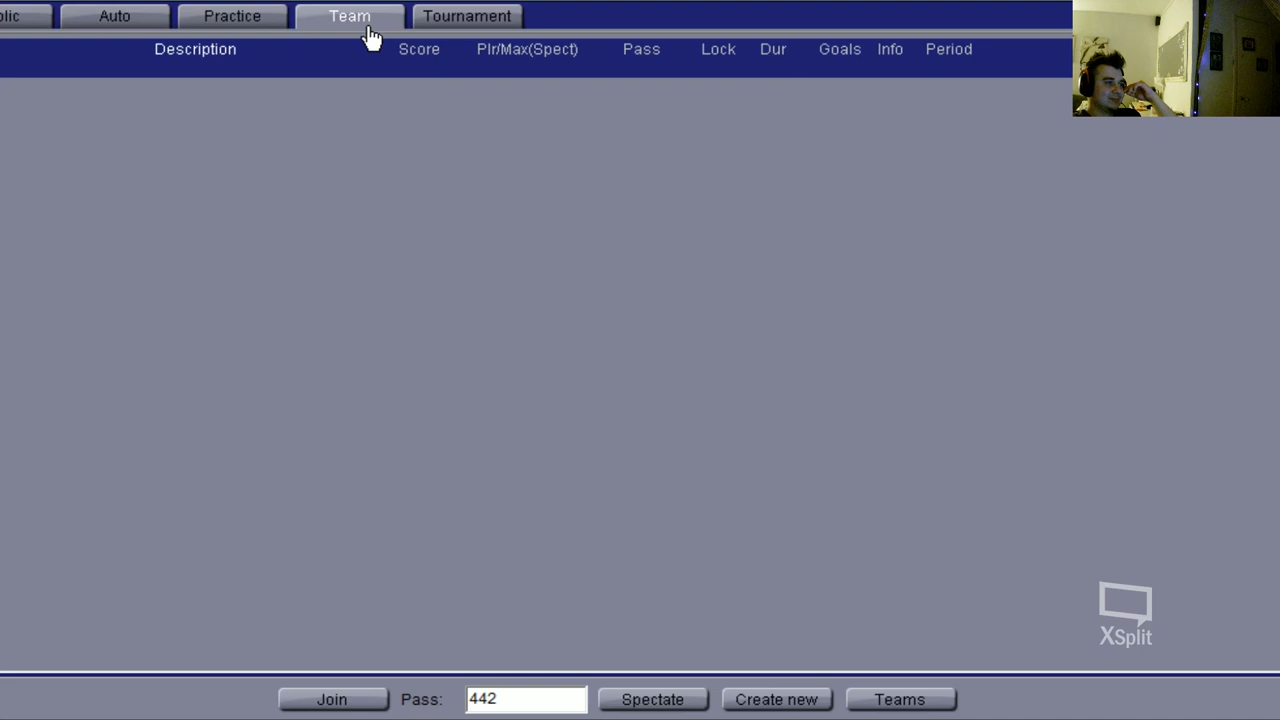 olic Auto Practice Team Tournament
Description Score Plr/Max(Spect) Pass Lock Dur Goals Info Period
XSplit
Join Pass: 442 Spectate Create new Teams